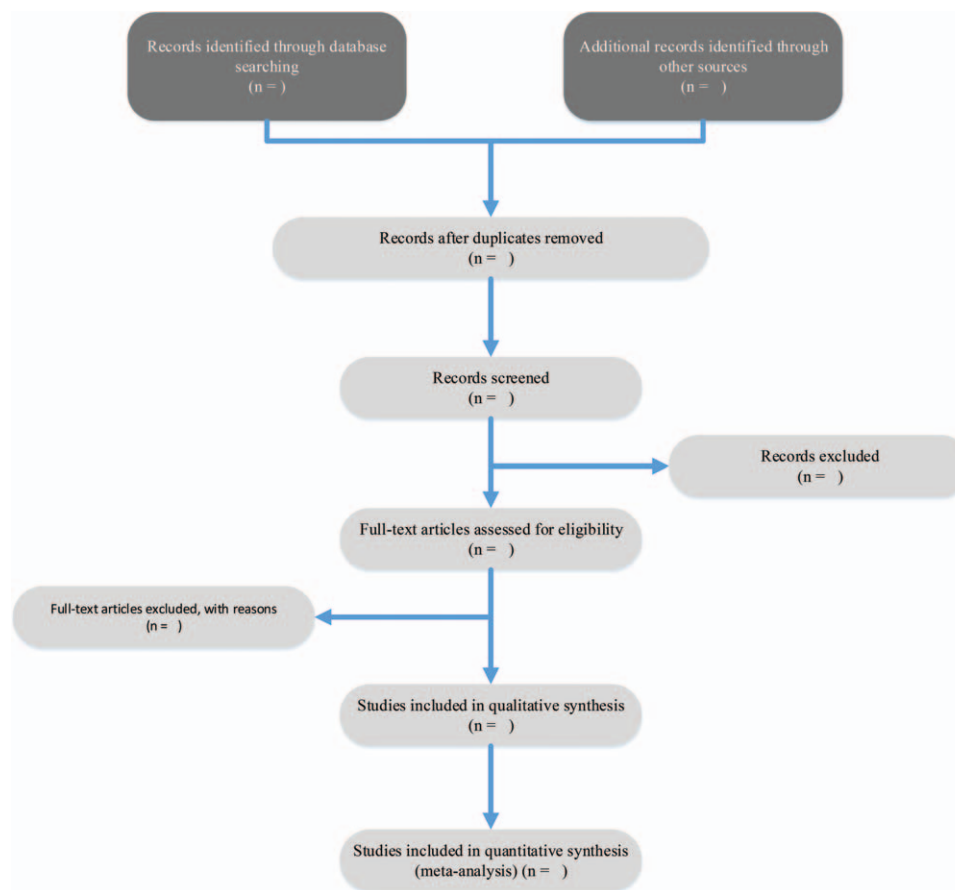 Records identified through database
searching
(n = )
Additional records identified through
other sources
(n = )
Records after duplicates removed
(n = )
Records screened
(n = )
Records excluded
(n = )
Full-text articles assessed for eligibility
(n = )
Full-text articles excluded, with reasons
(n = )
Studies included in qualitative synthesis
(n = )
Studies included in quantitative synthesis
(meta-analysis) (n = )